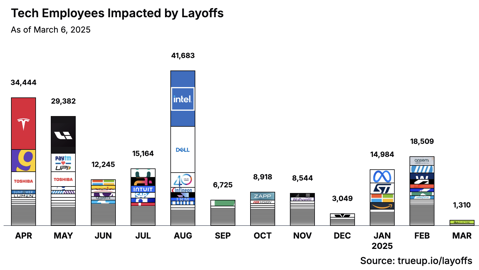 Tech Employees Impacted by Layoffs
As of March 6, 2025
41,683
34,444
29,382
intel
18,509
15,164
14,984
DELL
12,245
PAYTM
TOSHIBA
TOSHIBA
INTUIT
ST
8,918
8,544
6,725
3,049
1,310
APR MAY JUN JUL AUG SEP OCT NOV DEC JAN FEB MAR
2025
Source: trueup.io/layoffs